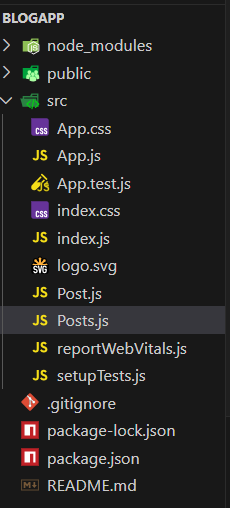 BLOGAPP
node_modules
public
src
App.css
App.js
App.test.js
index.css
index.js
logo.svg
Post.js
Posts.js
reportWebVitals.js
setupTests.js
.gitignore
package-lock.json
package.json
README.md